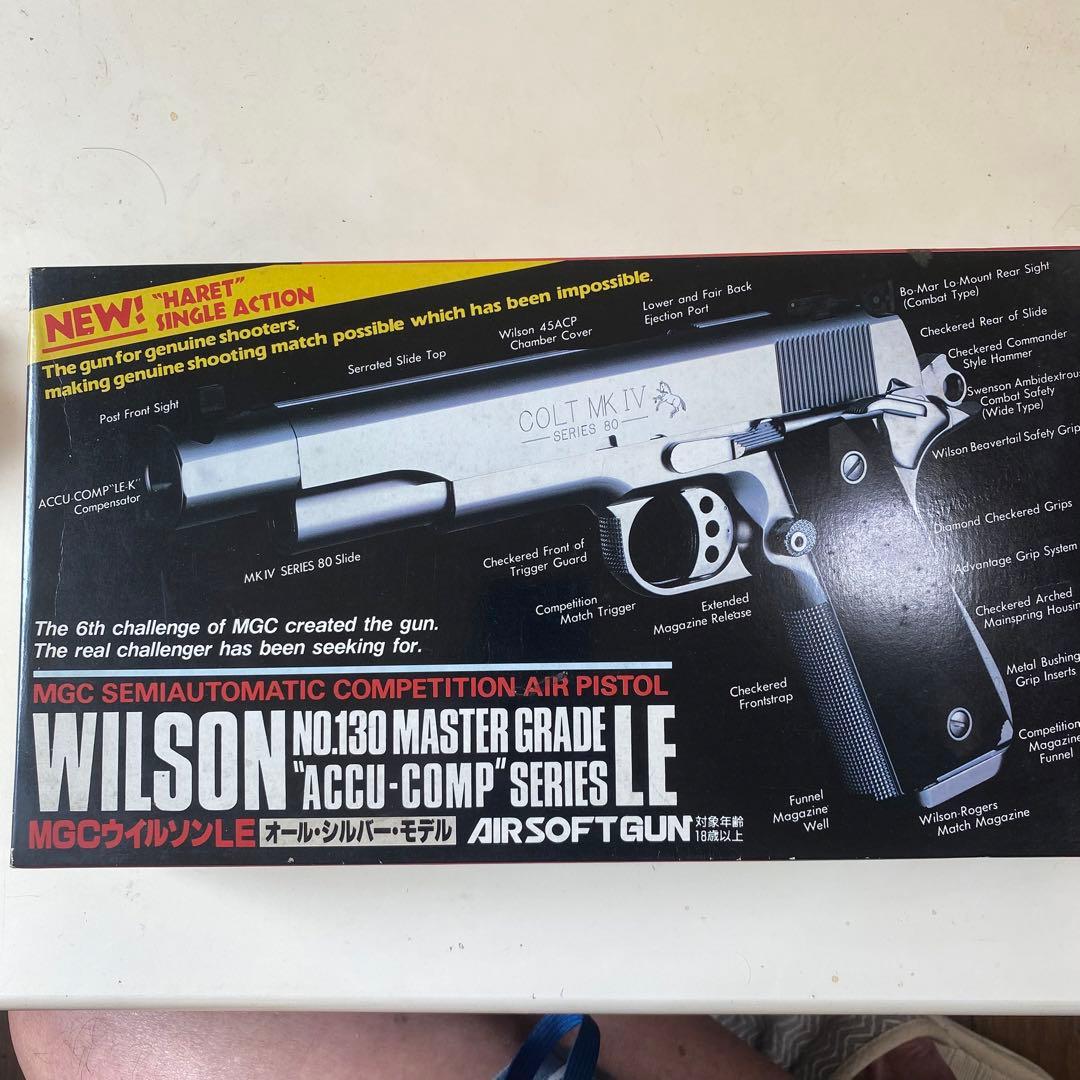 NEW! "HARET"
SINGLE ACTION
The gun for genuine shooters,
making genuine shooting match possible which has been impossible.
Post Front Sight
Serrated Slide Top
Wilson 45ACP
Chamber Cover
Lower and Fair Back
Ejection Port
Bo-Mar Lo-Mount Rear Sight
(Combat Type)
Checkered Rear of Slide
Checkered Commander
Style Hammer
Swenson Ambidextrou
Combat Safety
(Wide Type)
Wilson Beavertail Safety Grip
COLT MK IV
SERIES 80
ACCU-COMP "LE-K"
Compensator
MK IV SERIES 80 Slide
Checkered Front of
Trigger Guard
Competition
Match Trigger
Extended
Magazine Release
Diamond Checkered Grips
Advantage Grip System
Checkered Arched
Mainspring Housin
Metal Bushing
Grip Inserts
Competition
Magazine
Funnel
Checkered
Frontstrap
Funnel
Magazine
Well
Wilson-Rogers
Match Magazine
The 6th challenge of MGC created the gun.
The real challenger has been seeking for.
MGC SEMIAUTOMATIC COMPETITION AIR PISTOL
WILSON NO.130 MASTER GRADE
"ACCU-COMP" SERIES LE
MGCウイルソンLE オール・シルバー・モデル AIRSOFTGUN 対象年齢
18歳以上